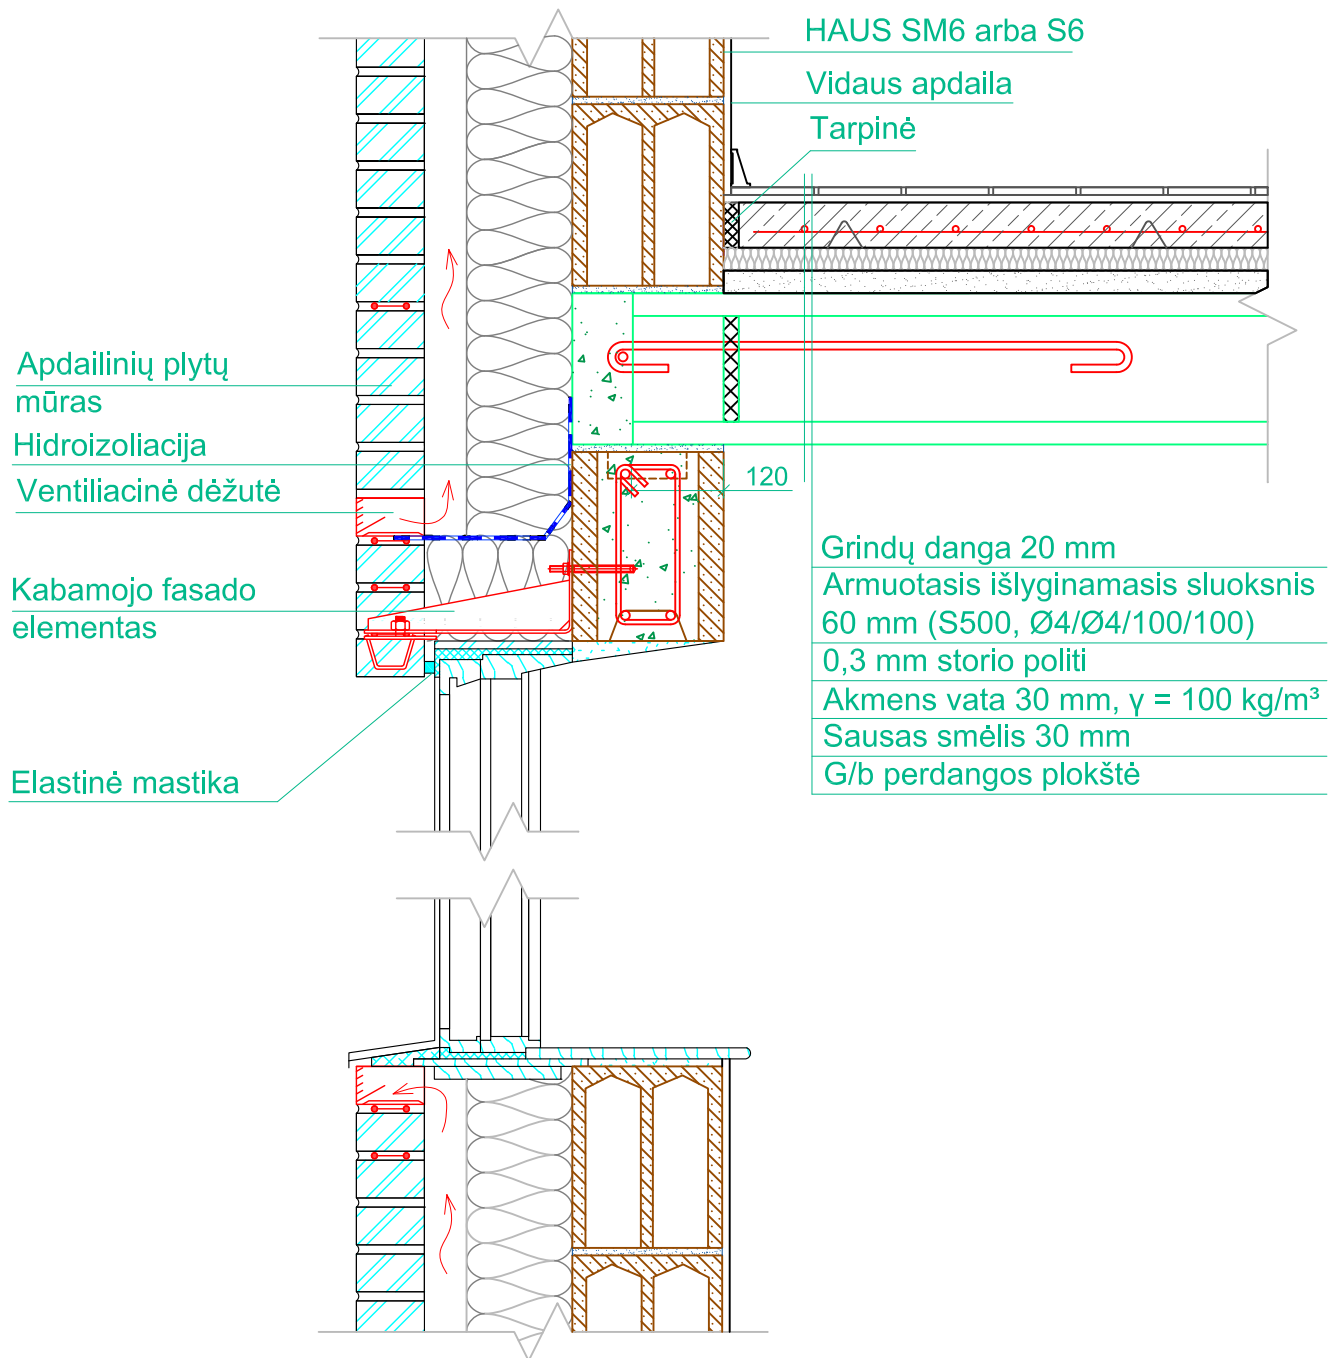 HAUS SM6 arba S6
Vidaus apdaila
Tarpinė
Apdailinių plytų
mūras
Hidroizoliacija
Ventiliacinė dėžutė
120
Kabamojo fasado
elementas
Elastinė mastika
Grindų danga 20 mm
Armuotasis išlyginamasis sluoksnis
60 mm (S500, Ø4/Ø4/100/100)
0,3 mm storio politi
Akmens vata 30 mm, γ = 100 kg/m³
Sausas smėlis 30 mm
G/b perdangos plokštė